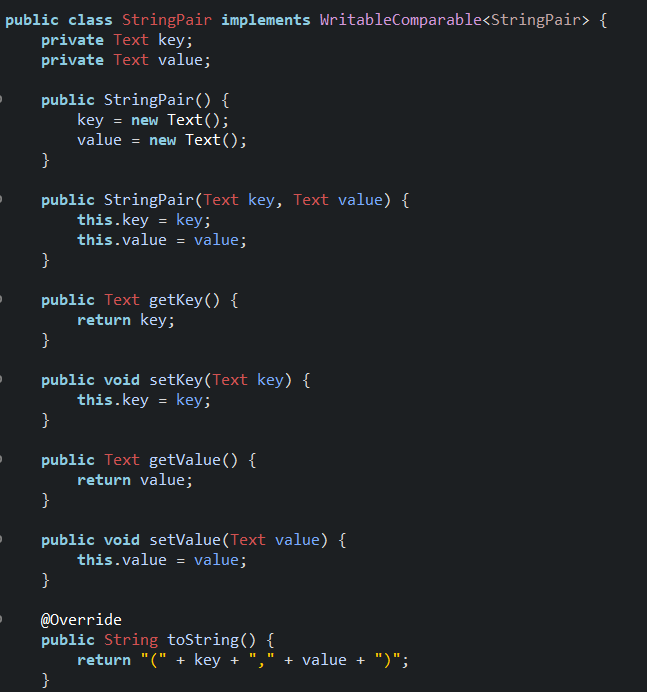 public class StringPair implements WritableComparable<StringPair> {
    private Text key;
    private Text value;

    public StringPair() {
        key = new Text();
        value = new Text();
    }

    public StringPair(Text key, Text value) {
        this.key = key;
        this.value = value;
    }

    public Text getKey() {
        return key;
    }

    public void setKey(Text key) {
        this.key = key;
    }

    public Text getValue() {
        return value;
    }

    public void setValue(Text value) {
        this.value = value;
    }

    @Override
    public String toString() {
        return "(" + key + "," + value + ")";
    }